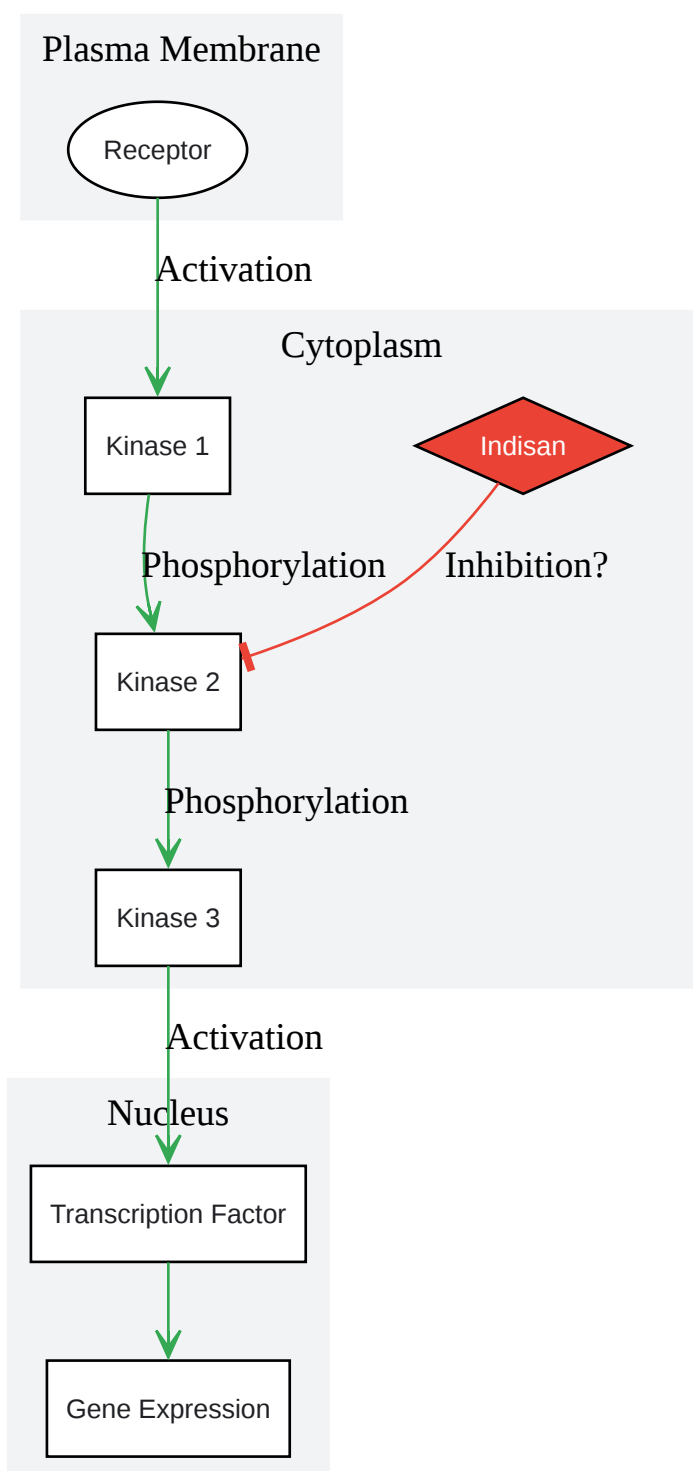 Plasma Membrane
Receptor
Activation
Cytoplasm
Kinase 1
Indisan
Phosphorylation
Inhibition?
Kinase 2
Phosphorylation
Kinase 3
Activation
Nucleus
Transcription Factor
Gene Expression